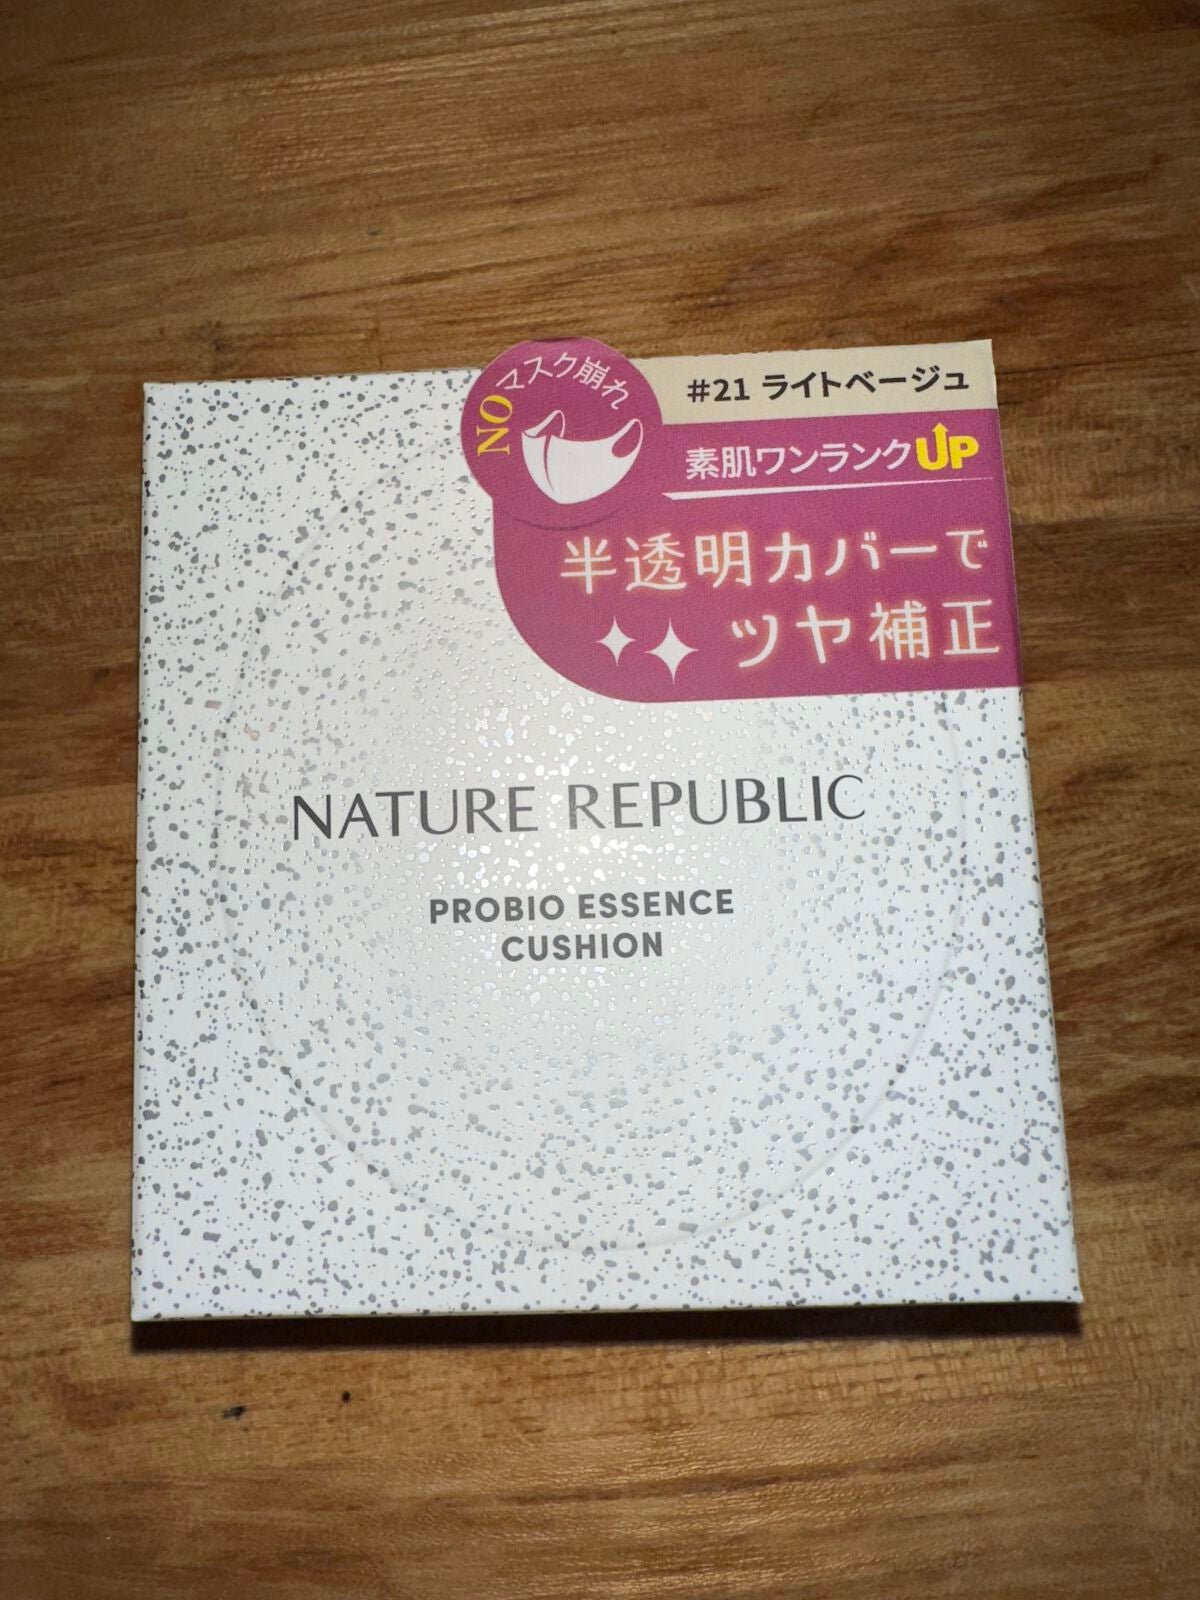 NO マスク崩れ
#21 ライトベージュ
素肌ワンランクUP
半透明カバーで
ツヤ補正
NATURE REPUBLIC
PROBIO ESSENCE
CUSHION